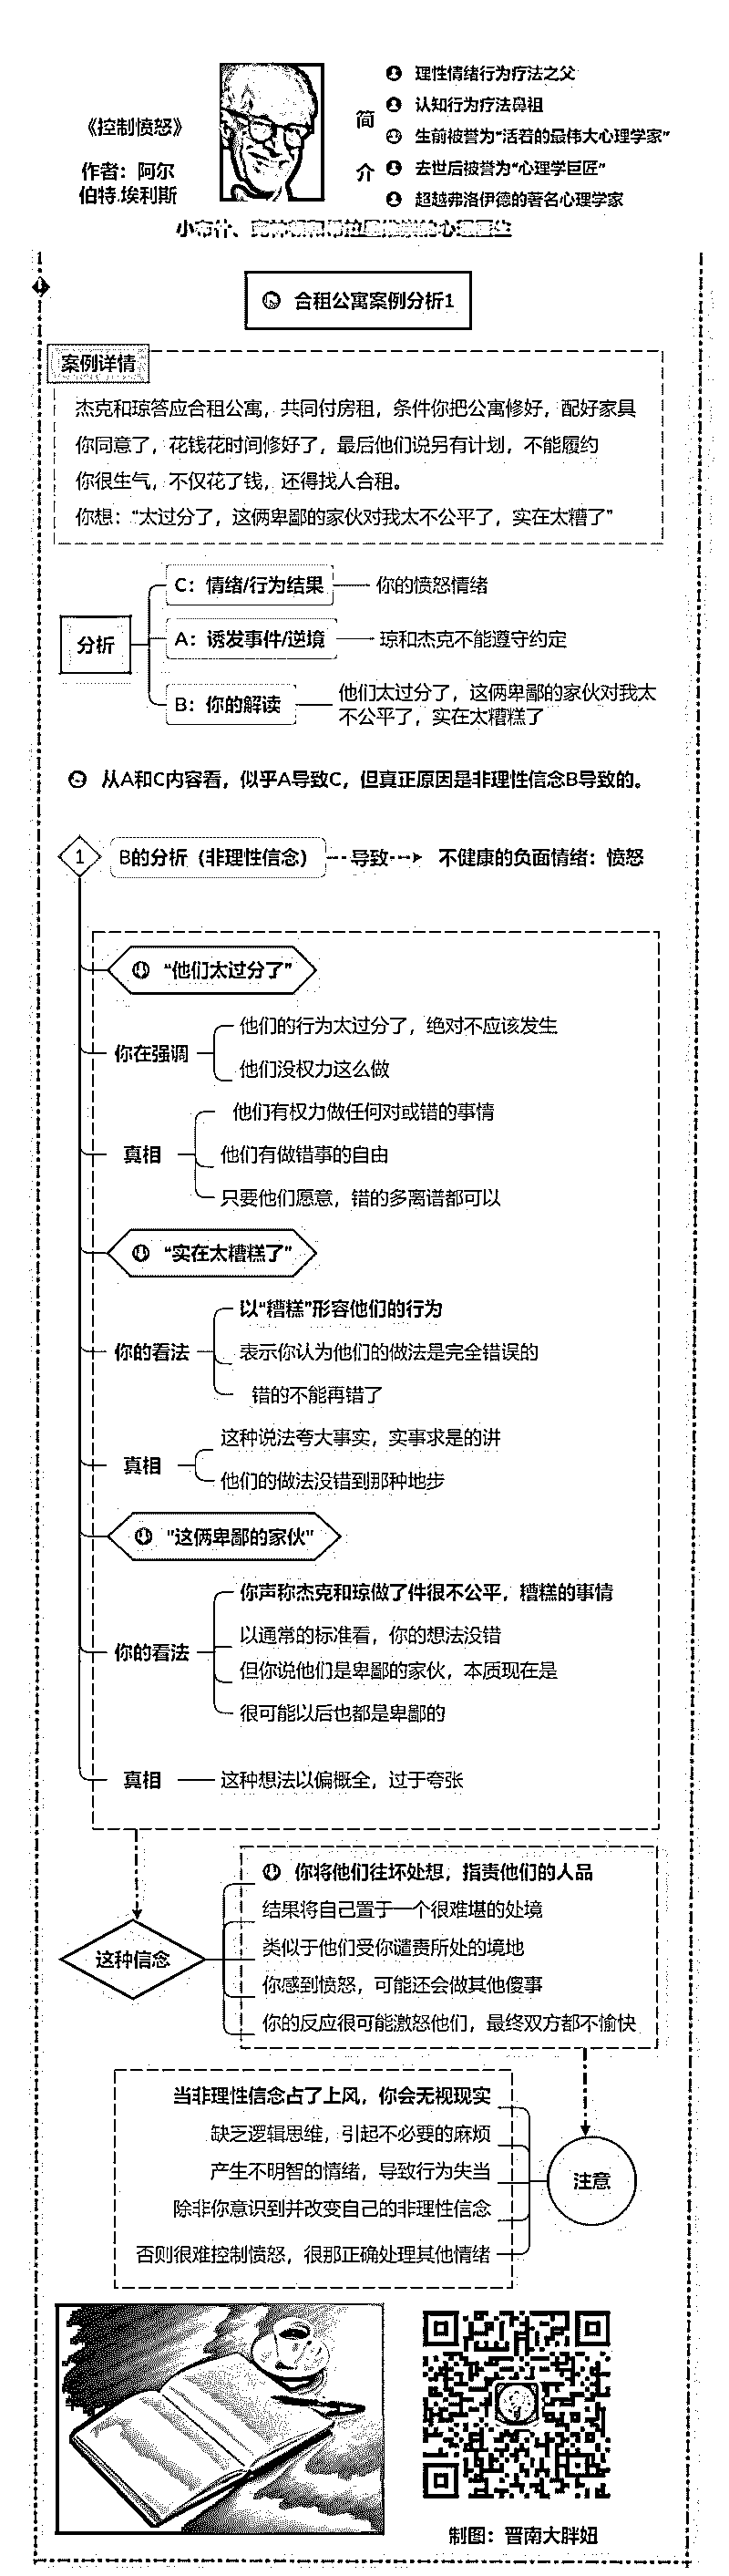 《控制愤怒》
作者：阿尔
伯特.埃利斯
简
介
理性情绪行为疗法之父
认知行为疗法鼻祖
生前被誉为“活着的最伟大心理学家”
去世后被誉为“心理学巨匠”
超越弗洛伊德的著名心理学家
小布什、克林顿和希拉里推崇的心理医生
合租公寓案例分析1
案例详情
杰克和琼答应合租公寓，共同付房租，条件你把公寓修好，配好家具
你同意了，花钱花时间修好了，最后他们说另有计划，不能履约
你很生气，不仅花了钱，还得找人合租。
你想：“太过分了，这俩卑鄙的家伙对我太不公平了，实在太糟了”
分析
C：情绪/行为结果
你的愤怒情绪
A：诱发事件/逆境
琼和杰克不能遵守约定
B：你的解读
他们太过分了，这俩卑鄙的家伙对我太
不公平了，实在太糟糕了
从A和C内容看，似乎A导致C，但真正原因是非理性信念B导致的。
1
B的分析（非理性信念）
导致
不健康的负面情绪：愤怒
“他们太过分了”
你在强调
他们的行为太过分了，绝对不应该发生
他们没权力这么做
真相
他们有权力做任何对或错的事情
他们有做错事的自由
只要他们愿意，错的多离谱都可以
“实在太糟糕了”
你的看法
以“糟糕”形容他们的行为
表示你认为他们的做法是完全错误的
错的不能再错了
真相
这种说法夸大事实，实事求是的讲
他们的做法没错到那种地步
"这俩卑鄙的家伙"
你的看法
你声称杰克和琼做了件很不公平，糟糕的事情
以通常的标准看，你的想法没错
但你说他们是卑鄙的家伙，本质现在是
很可能以后也都是卑鄙的
真相
这种想法以偏概全，过于夸张
这种信念
你将他们往坏处想，指责他们的人品
结果将自己置于一个很难堪的处境
类似于他们受你谴责所处的境地
你感到愤怒，可能还会做其他傻事
你的反应很可能激怒他们，最终双方都不愉快
注意
当非理性信念占了上风，你会无视现实
缺乏逻辑思维，引起不必要的麻烦
产生不明智的情绪，导致行为失当
除非你意识到并改变自己的非理性信念
否则很难控制愤怒，很那正确处理其他情绪
制图：晋南大胖妞